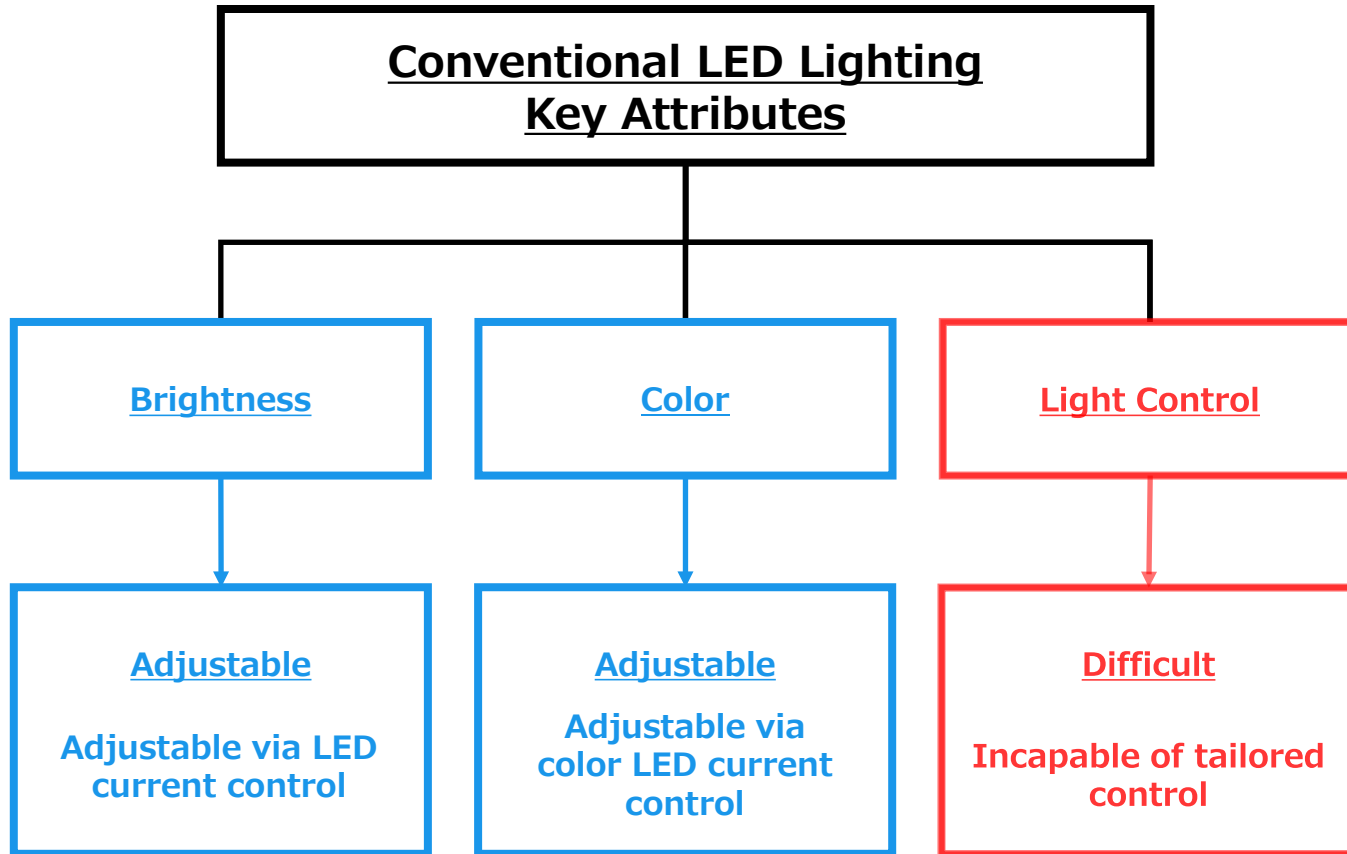 Conventional LED Lighting
Key Attributes
Brightness
Color
Light Control
Adjustable
Adjustable via LED
current control
Adjustable
Adjustable via
color LED current
control
Difficult
Incapable of tailored
control